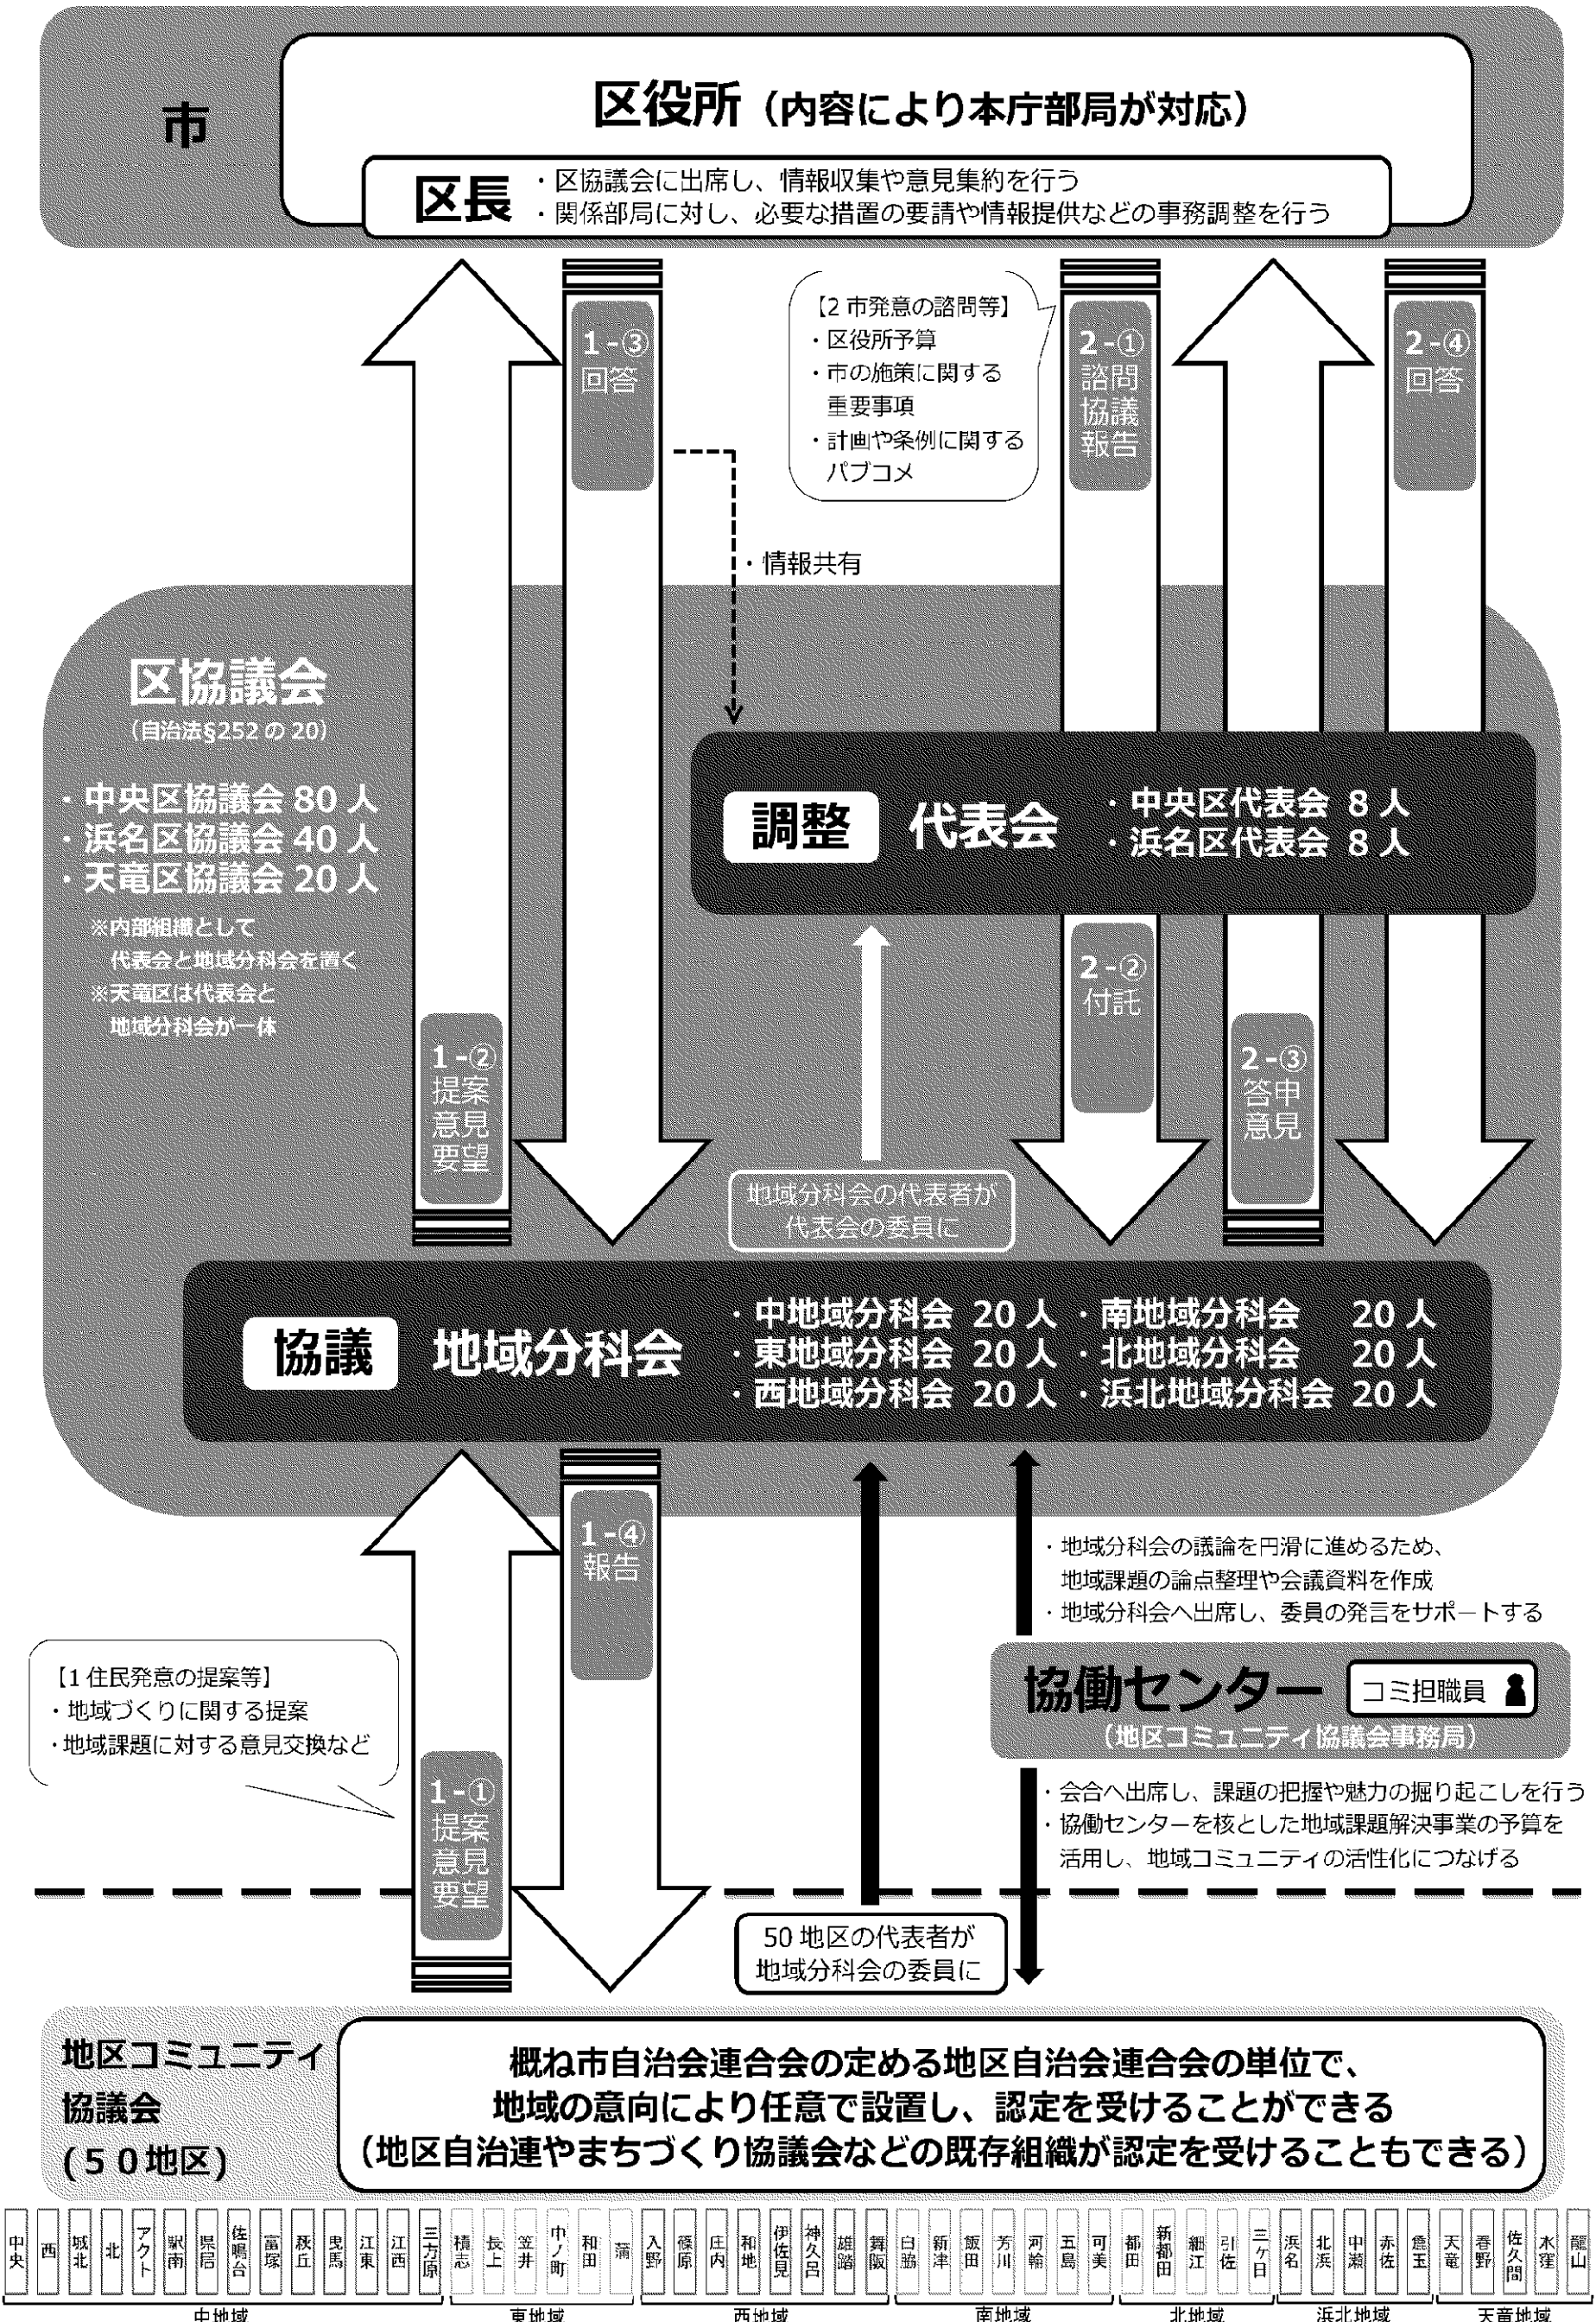 市
区役所（内容により本庁部局が対応）
区長
・区協議会に出席し、情報収集や意見集約を行う
・関係部局に対し、必要な措置の要請や情報提供などの事務調整を行う
1-③
回答
【2 市発意の諮問等】
・区役所予算
・市の施策に関する
重要事項
・計画や条例に関する
パブコメ
2-①
諮問
協議
報告
2-④
回答
・情報共有
区協議会
（自治法§252 の 20）
・中央区協議会 80 人
・浜名区協議会 40 人
・天竜区協議会 20 人
※内部組織として
代表会と地域分科会を置く
※天竜区は代表会と
地域分科会が一体
調整
代表会
・中央区代表会 8 人
・浜名区代表会 8 人
1-②
提案
意見
要望
2-②
付託
2-③
答申
意見
地域分科会の代表者が
代表会の委員に
協議
地域分科会
・中地域分科会 20 人 ・南地域分科会 20 人
・東地域分科会 20 人 ・北地域分科会 20 人
・西地域分科会 20 人 ・浜北地域分科会 20 人
1-④
報告
・地域分科会の議論を円滑に進めるため、
地域課題の論点整理や会議資料を作成
・地域分科会へ出席し、委員の発言をサポートする
【1 住民発意の提案等】
・地域づくりに関する提案
・地域課題に対する意見交換など
協働センター
コミ担職員
（地区コミュニティ協議会事務局）
1-①
提案
意見
要望
・会合へ出席し、課題の把握や魅力の掘り起こしを行う
・協働センターを核とした地域課題解決事業の予算を
活用し、地域コミュニティの活性化につなげる
50 地区の代表者が
地域分科会の委員に
地区コミュニティ
協議会
(５０地区)
概ね市自治会連合会の定める地区自治会連合会の単位で、
地域の意向により任意で設置し、認定を受けることができる
（地区自治連やまちづくり協議会などの既存組織が認定を受けることもできる）
中央
西
城北
北
アクト
駅南
県居
佐鳴台
富塚
萩丘
曳馬
江東
江西
三方原
積志
長上
笠井
中ノ町
和田
蒲
入野
篠原
庄内
和地
伊佐見
神久呂
雄踏
舞阪
白脇
新津
飯田
芳川
河輪
五島
可美
都田
新都田
細江
引佐
三ヶ日
浜名
北浜
中瀬
赤佐
麁玉
天竜
春野
佐久間
水窪
龍山
中地域
東地域
西地域
南地域
北地域
浜北地域
天竜地域